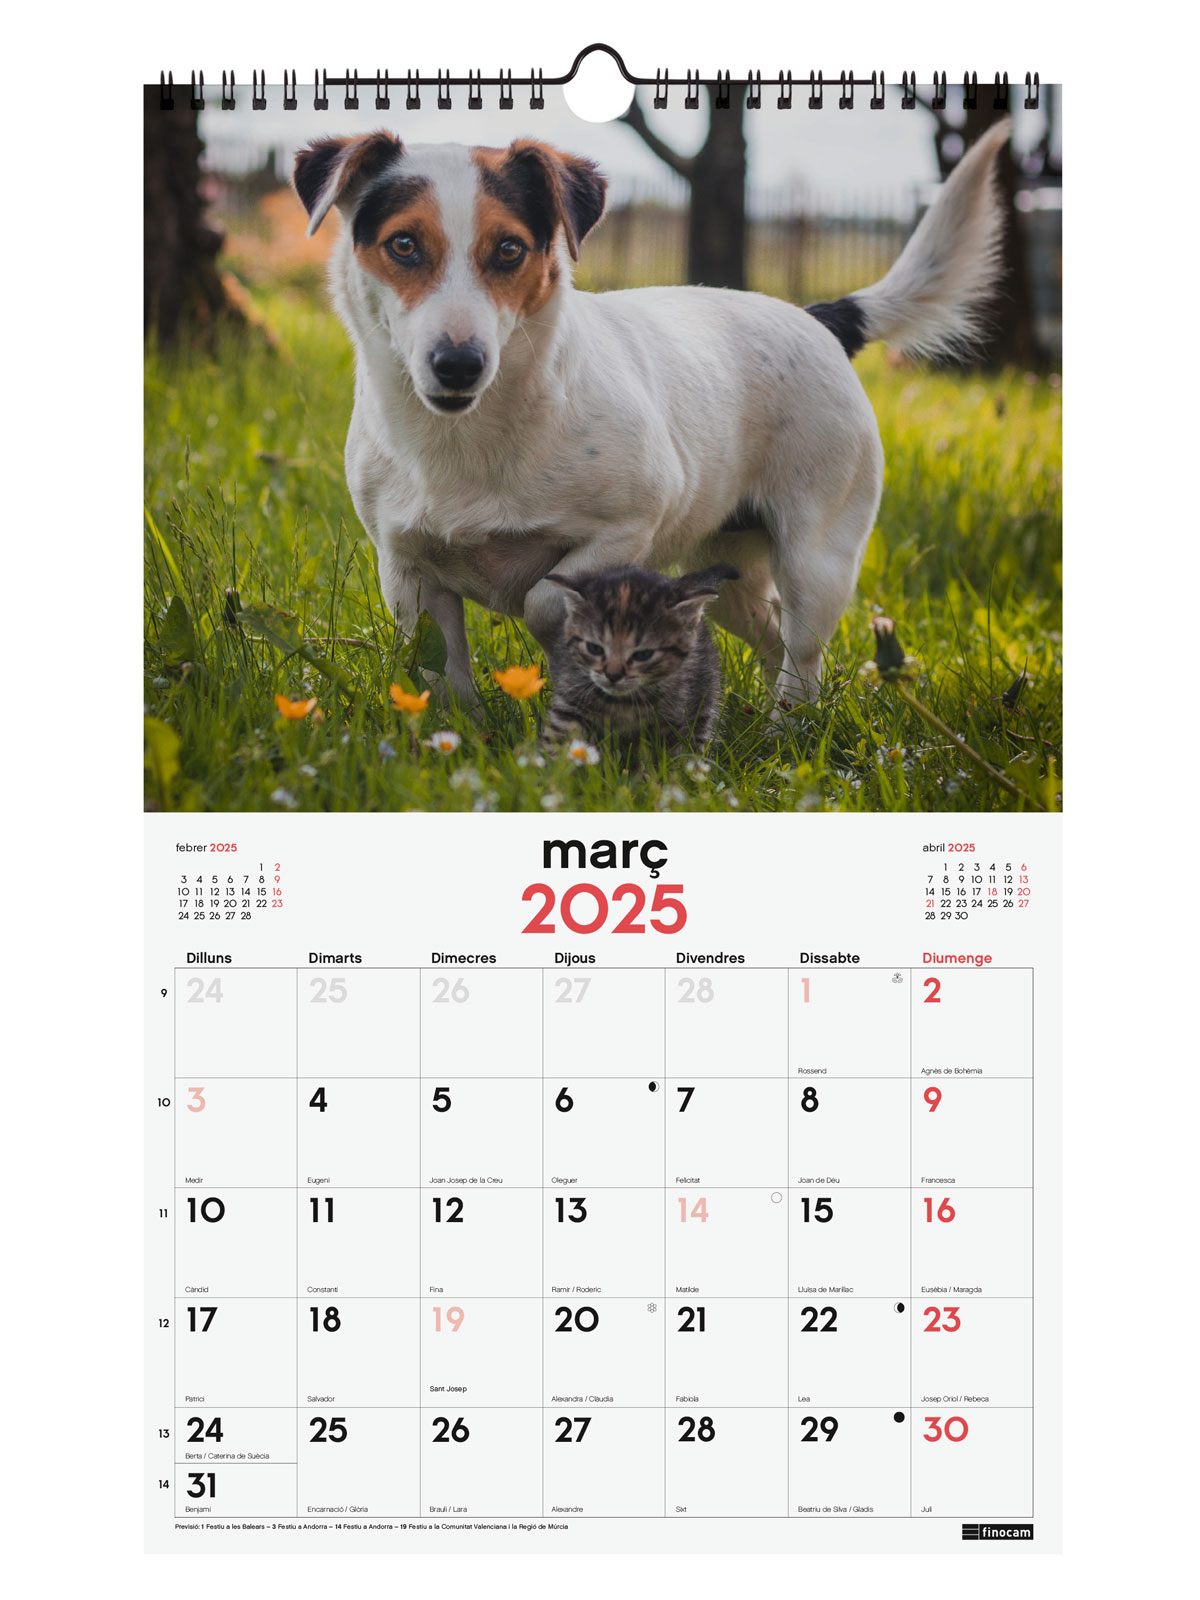 febrer 2025
1 2
3 4 5 6 7 8 9
10 11 12 13 14 15 16
17 18 19 20 21 22 23
24 25 26 27 28
març
2025
abril 2025
1 2 3 4 5 6
7 8 9 10 11 12 13
14 15 16 17 18 19 20
21 22 23 24 25 26 27
28 29 30
Dilluns Dimarts Dimecres Dijous Divendres Dissabte Diumenge
9 24 25 26 27 28 1 2
Rossend Agnès de Bohèmia
10 3 4 5 6 7 8 9
Medir Eugeni Joan Josep de la Creu Oleguer Felicitat Joan de Déu Francesca
11 10 11 12 13 14 15 16
Càndid Constantí Fina Ramir / Roderic Matilde Lluïsa de Marillac Eusèbia / Maragda
12 17 18 19 20 21 22 23
Patrici Salvador Sant Josep Alexandra / Clàudia Fabiola Lea Josep Oriol / Rebeca
13 24 25 26 27 28 29 30
Berta / Caterina de Suècia
14 31
Benjamí Encarnació / Glòria Brauli / Lara Alexandre Sixt Beatriu de Silva / Gladis Juli
Previsió: 1 Festiu a les Balears – 3 Festiu a Andorra – 14 Festiu a Andorra – 19 Festiu a la Comunitat Valenciana i la Regió de Múrcia
finocam